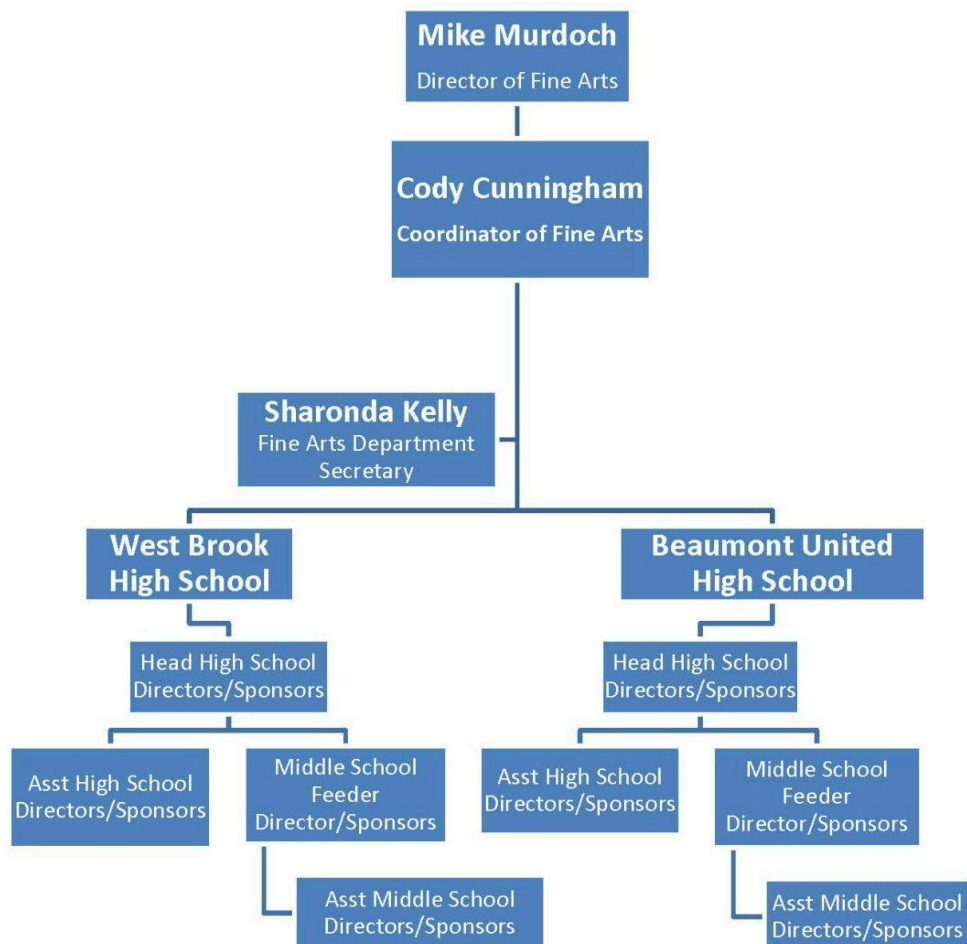 Mike Murdoch
Director of Fine Arts
Cody Cunningham
Coordinator of Fine Arts
Sharonda Kelly
Fine Arts Department
Secretary
West Brook
High School
Beaumont United
High School
Head High School
Directors/Sponsors
Head High School
Directors/Sponsors
Asst High School
Directors/Sponsors
Middle School
Feeder
Director/Sponsors
Asst High School
Directors/Sponsors
Middle School
Feeder
Director/Sponsors
Asst Middle School
Directors/Sponsors
Asst Middle School
Directors/Sponsors